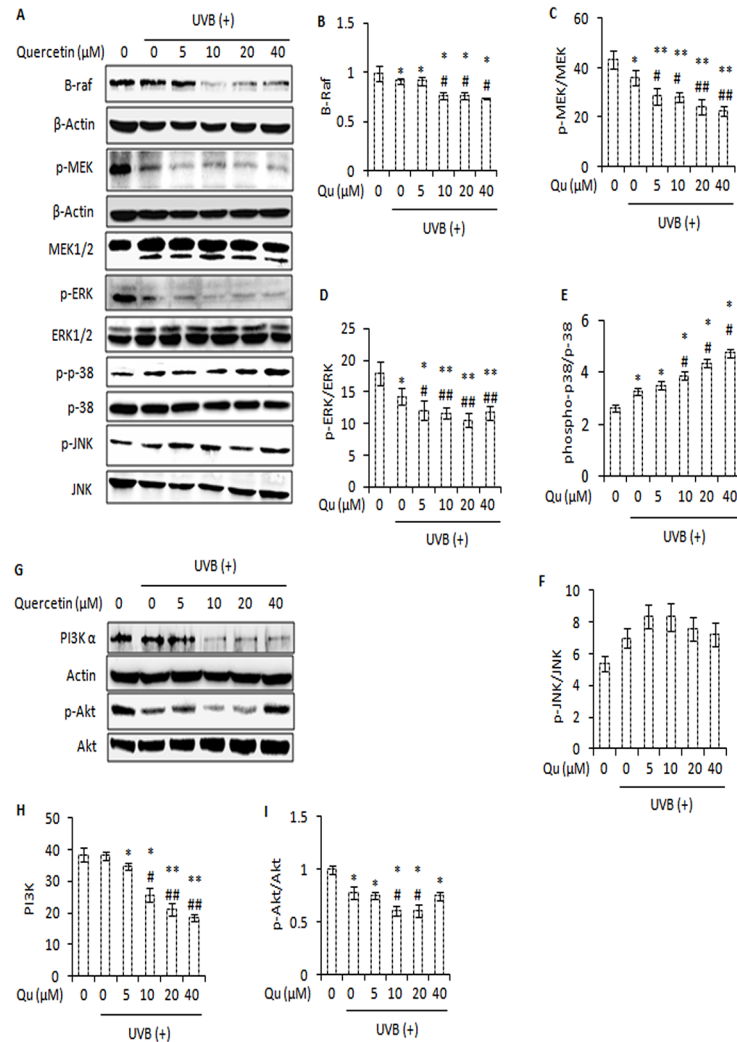 A
UVB (+)
Quercetin (μM) 0 0 5 10 20 40
B-raf
β-Actin
p-MEK
β-Actin
MEK1/2
p-ERK
ERK1/2
p-p-38
p-38
p-JNK
JNK
B
B-Raf
1.5
1
0.5
0
* * * * *
# # #
Qu (μM) 0 0 5 10 20 40
UVB (+)
C
p-MEK/MEK
60
40
20
0
* ** ** ** **
# # ## ##
Qu (μM) 0 0 5 10 20 40
UVB (+)
D
p-ERK/ERK
25
20
15
10
5
0
* * ** ** **
# ## ## ##
Qu (μM) 0 0 5 10 20 40
UVB (+)
E
phospho-p38/p-38
6
4
2
0
* * * * *
# # #
Qu (μM) 0 0 5 10 20 40
UVB (+)
F
p-JNK/JNK
10
8
6
4
2
0
Qu (μM) 0 0 5 10 20 40
UVB (+)
G
UVB (+)
Quercetin (μM) 0 0 5 10 20 40
PI3K α
Actin
p-Akt
Akt
H
PI3K
50
40
30
20
10
0
* * ** **
# ## ##
Qu (μM) 0 0 5 10 20 40
UVB (+)
I
p-Akt/Akt
1.5
1
0.5
0
* * * * *
# #
Qu (μM) 0 0 5 10 20 40
UVB (+)